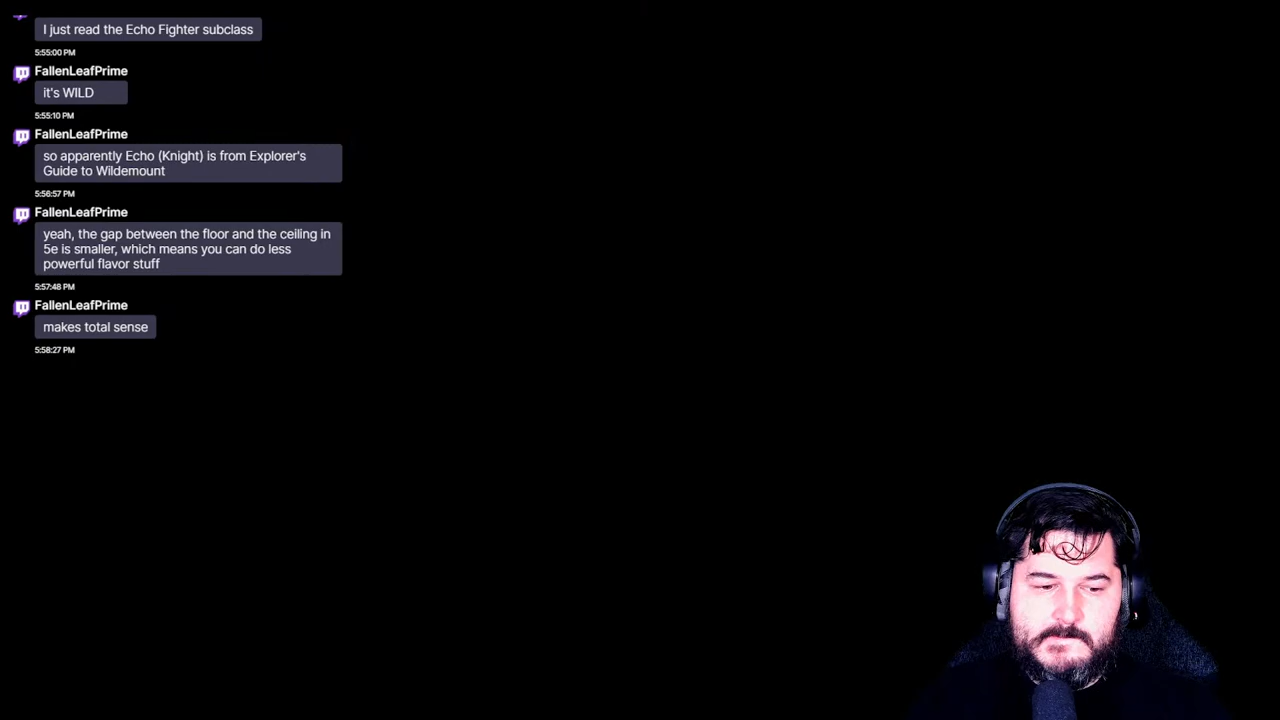 I just read the Echo Fighter subclass
5:55:00 PM
FallenLeafPrime
it's WILD
5:55:10 PM
FallenLeafPrime
so apparently Echo (Knight) is from Explorer's
Guide to Wildemount
5:56:57 PM
FallenLeafPrime
yeah, the gap between the floor and the ceiling in
5e is smaller, which means you can do less
powerful flavor stuff
5:57:48 PM
FallenLeafPrime
makes total sense
5:58:27 PM